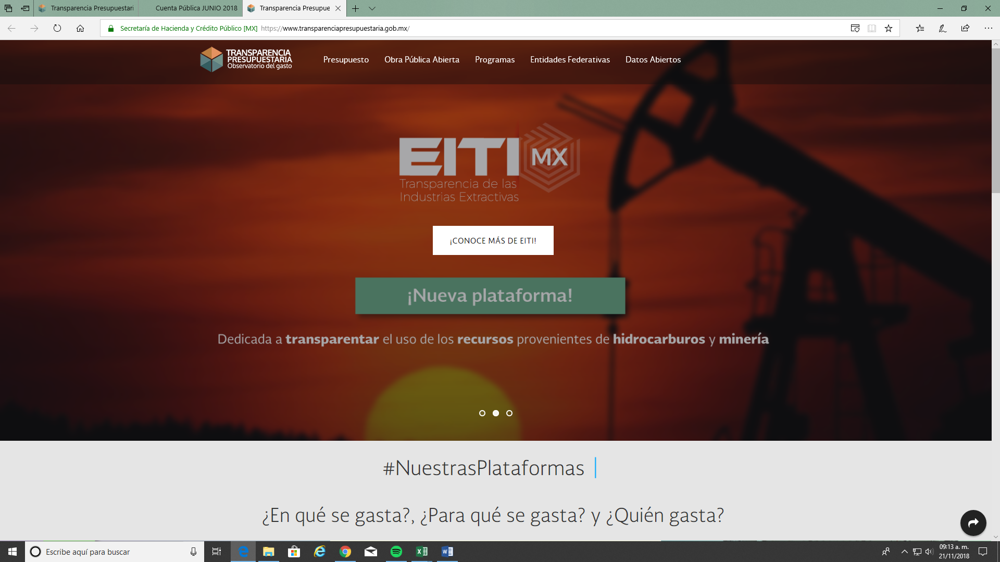 Transparencia Presupuestari
Cuenta Pública JUNIO 2018
Transparencia Presupue
Secretaría de Hacienda y Crédito Público [MX] https://www.transparenciapresupuestaria.gob.mx/
TRANSPARENCIA
PRESUPUESTARIA
Observatorio del gasto
Presupuesto
Obra Pública Abierta
Programas
Entidades Federativas
Datos Abiertos
EITI MX
Transparencia de las
Industrias Extractivas
¡CONOCE MÁS DE EITI!
¡Nueva plataforma!
Dedicada a transparentar el uso de los recursos provenientes de hidrocarburos y minería
#NuestrasPlataformas
¿En qué se gasta?, ¿Para qué se gasta? y ¿Quién gasta?
Escribe aquí para buscar
09:13 a. m.
21/11/2018